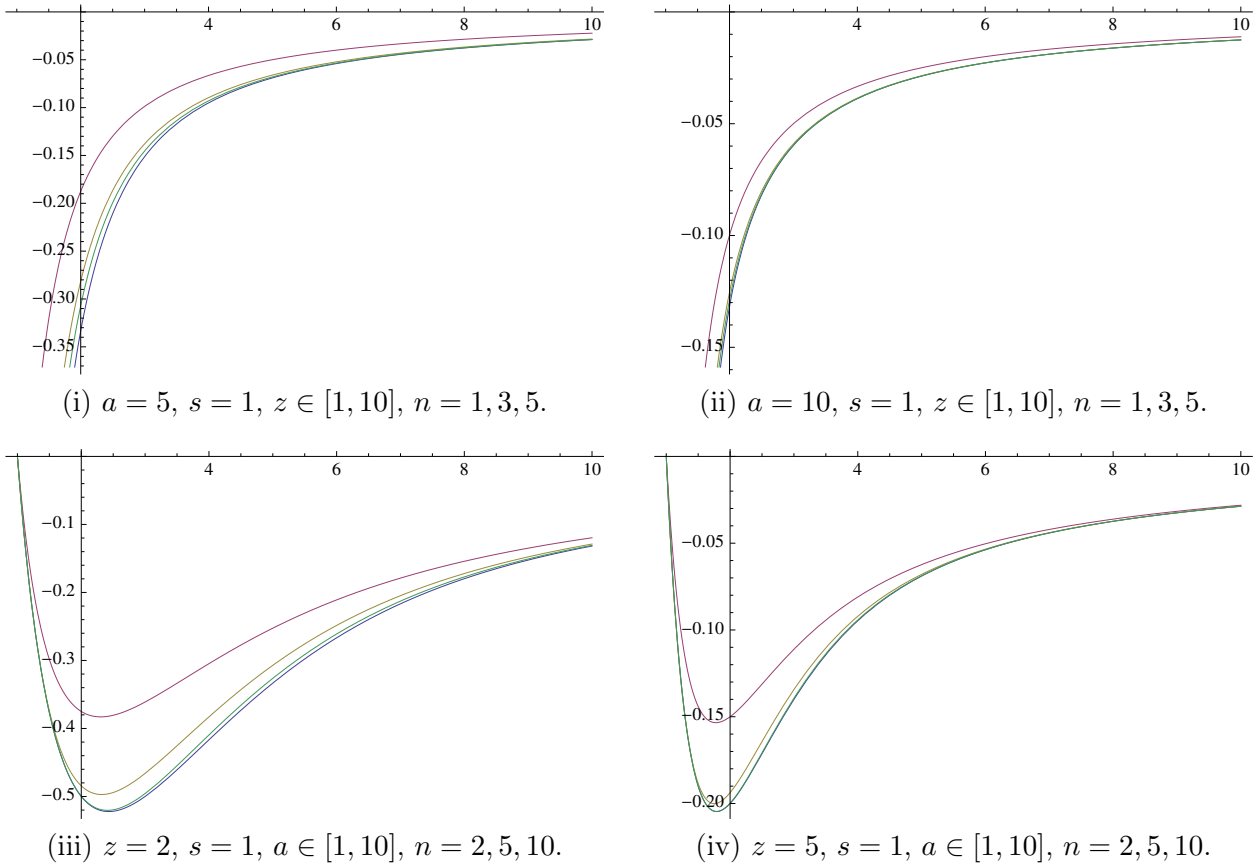 4 6 8 10
−0.05
−0.10
−0.15
−0.20
−0.25
−0.30
−0.35
(i) a = 5, s = 1, z ∈ [1, 10], n = 1, 3, 5.
4 6 8 10
−0.05
−0.10
−0.15
(ii) a = 10, s = 1, z ∈ [1, 10], n = 1, 3, 5.
4 6 8 10
−0.1
−0.2
−0.3
−0.4
−0.5
(iii) z = 2, s = 1, a ∈ [1, 10], n = 2, 5, 10.
4 6 8 10
−0.05
−0.10
−0.15
−0.20
(iv) z = 5, s = 1, a ∈ [1, 10], n = 2, 5, 10.